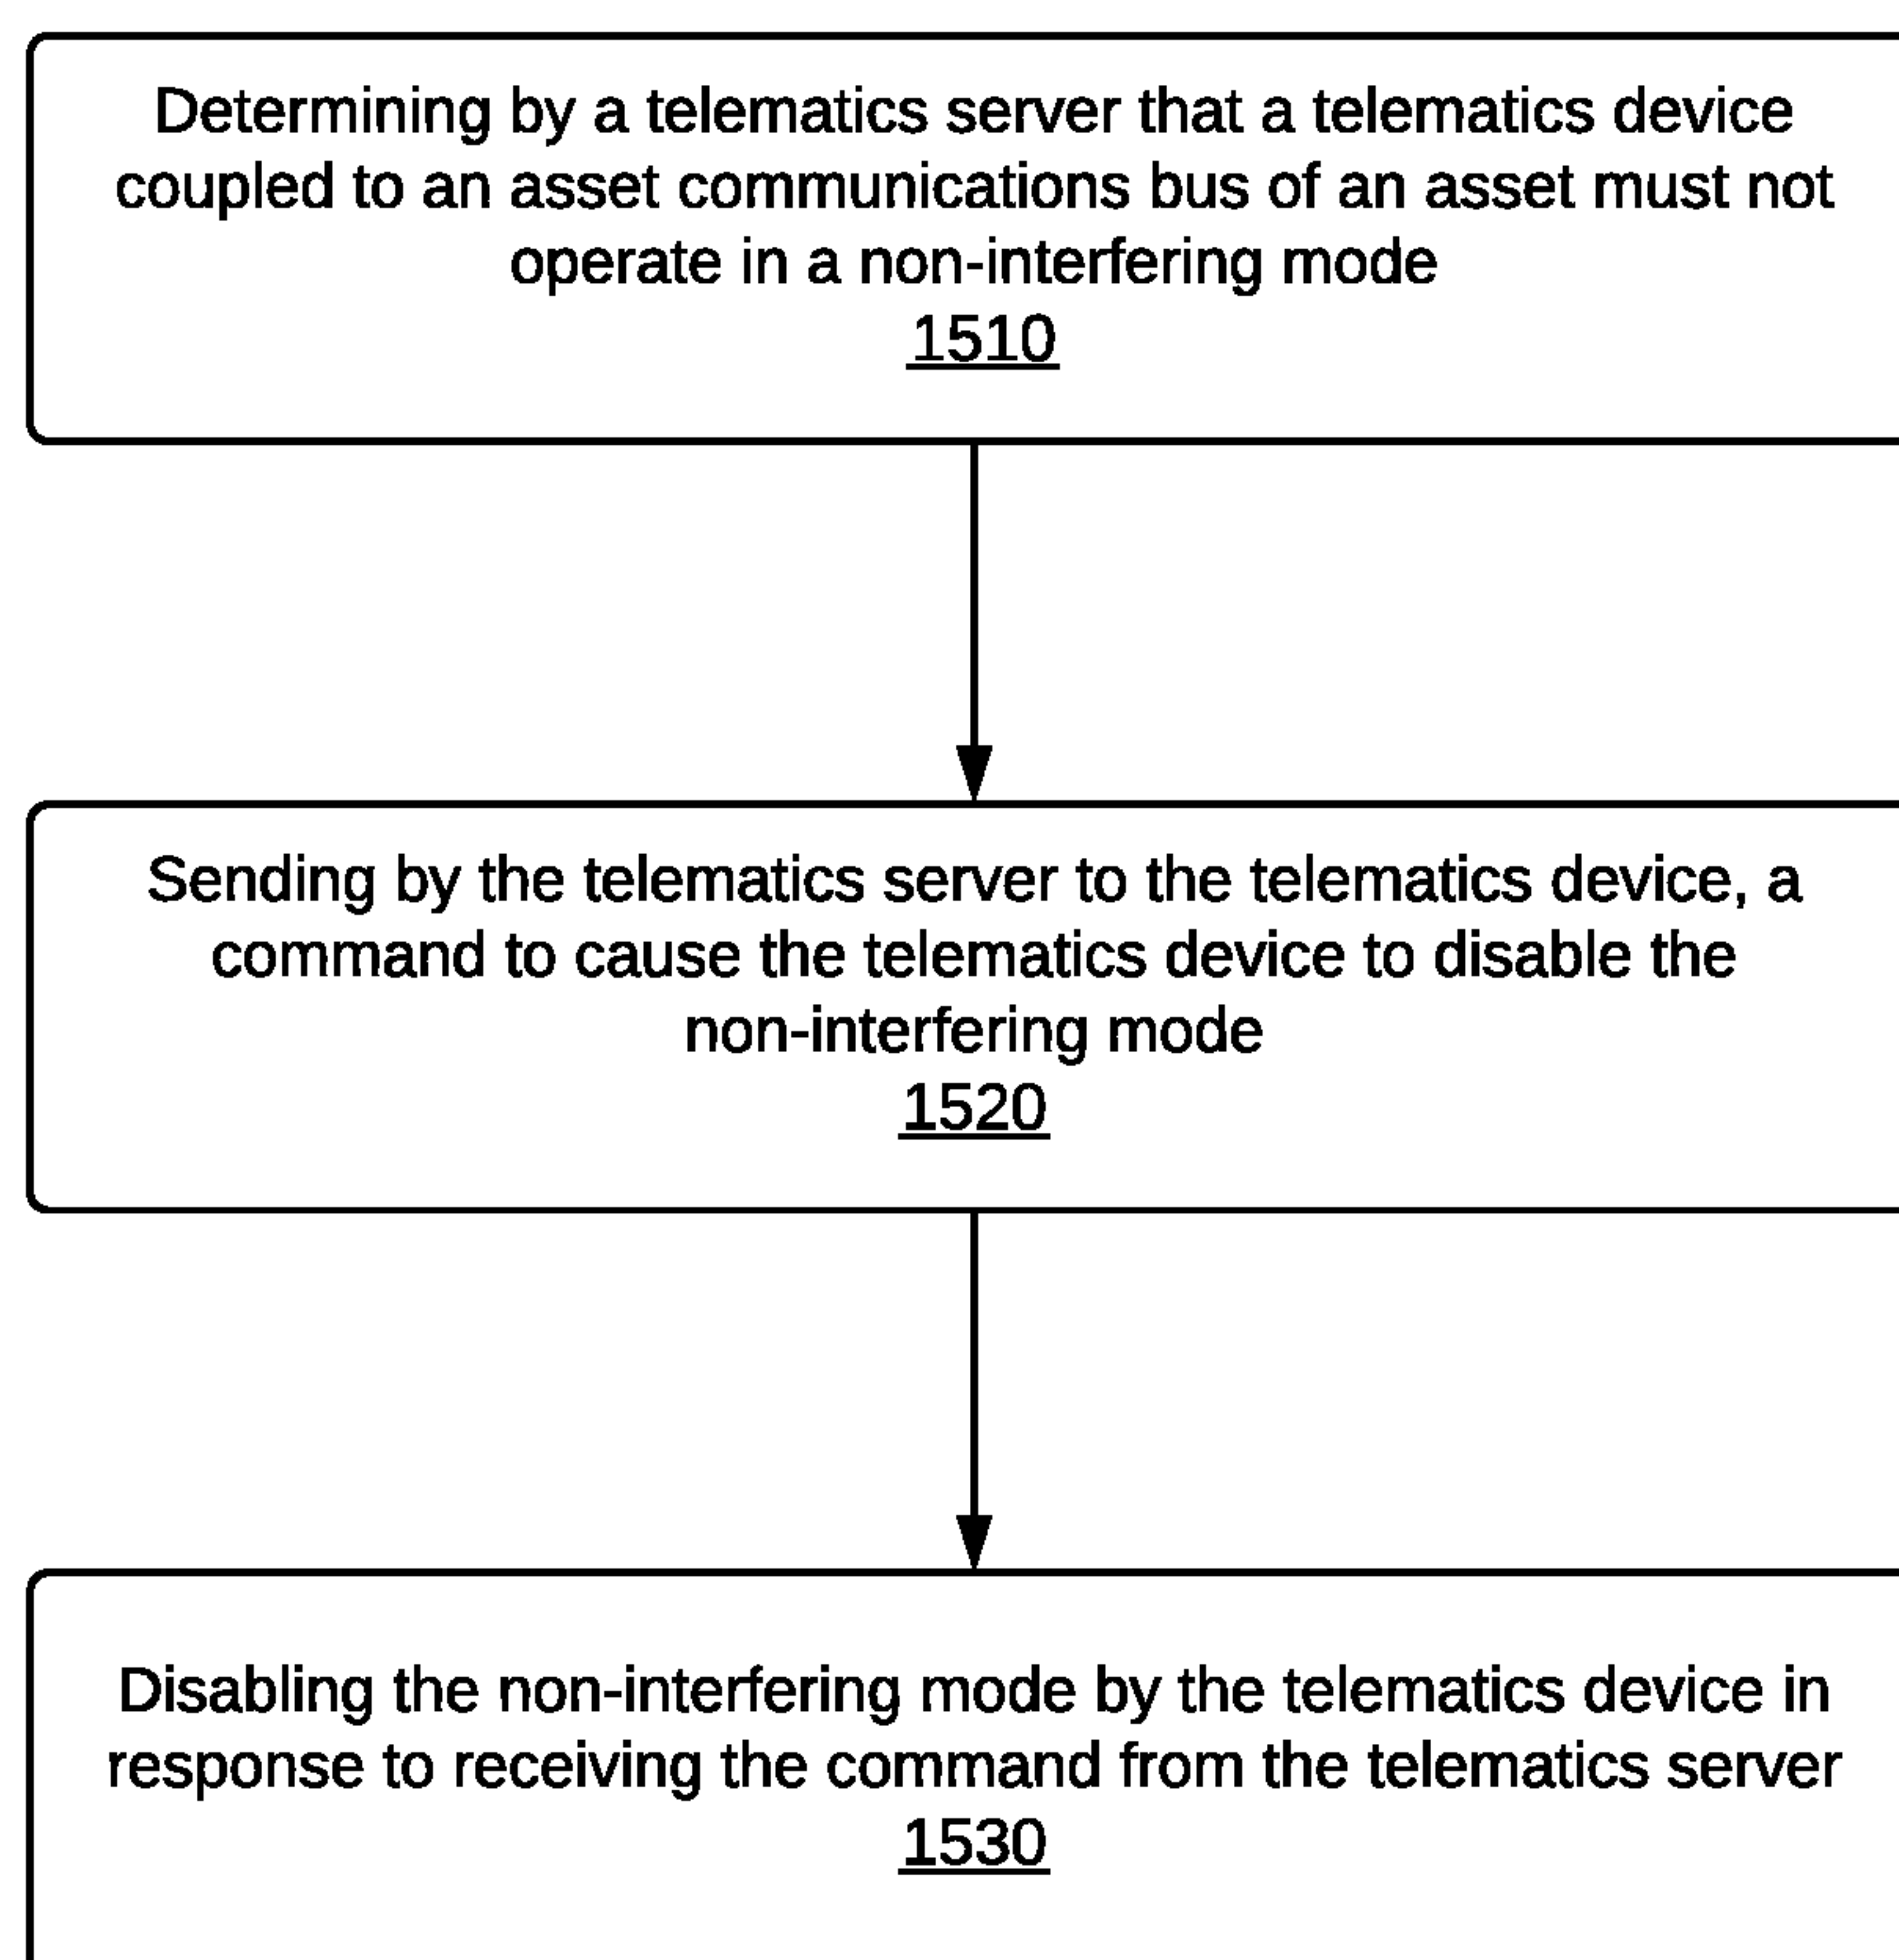 Determining by a telematics server that a telematics device
coupled to an asset communications bus of an asset must not
operate in a non-interfering mode
1510
Sending by the telematics server to the telematics device, a
command to cause the telematics device to disable the
non-interfering mode
1520
Disabling the non-interfering mode by the telematics device in
response to receiving the command from the telematics server
1530